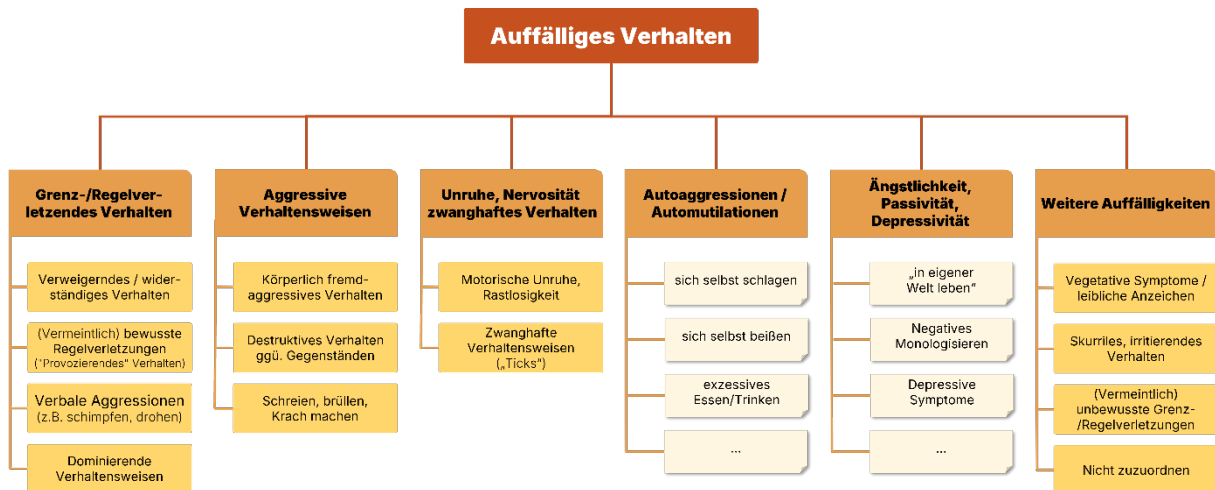 Auffälliges Verhalten
Grenz-/Regelver-
letzendes Verhalten
Verweigerndes / wider-
ständiges Verhalten
(Vermeintlich) bewusste
Regelverletzungen
("Provozierendes" Verhalten)
Verbale Aggressionen
(z.B. schimpfen, drohen)
Dominierende
Verhaltensweisen
Aggressive
Verhaltensweisen
Körperlich fremd-
aggressives Verhalten
Destruktives Verhalten
ggü. Gegenständen
Schreien, brüllen,
Krach machen
Unruhe, Nervosität
zwanghaftes Verhalten
Motorische Unruhe,
Rastlosigkeit
Zwanghafte
Verhaltensweisen
(„Ticks“)
Autoaggressionen /
Automutilationen
sich selbst schlagen
sich selbst beißen
exzessives
Essen/Trinken
...
Ängstlichkeit,
Passivität,
Depressivität
„in eigener
Welt leben“
Negatives
Monologisieren
Depressive
Symptome
...
Weitere Auffälligkeiten
Vegetative Symptome /
leibliche Anzeichen
Skurriles, irritierendes
Verhalten
(Vermeintlich)
unbewusste Grenz-
/Regelverletzungen
Nicht zuzuordnen